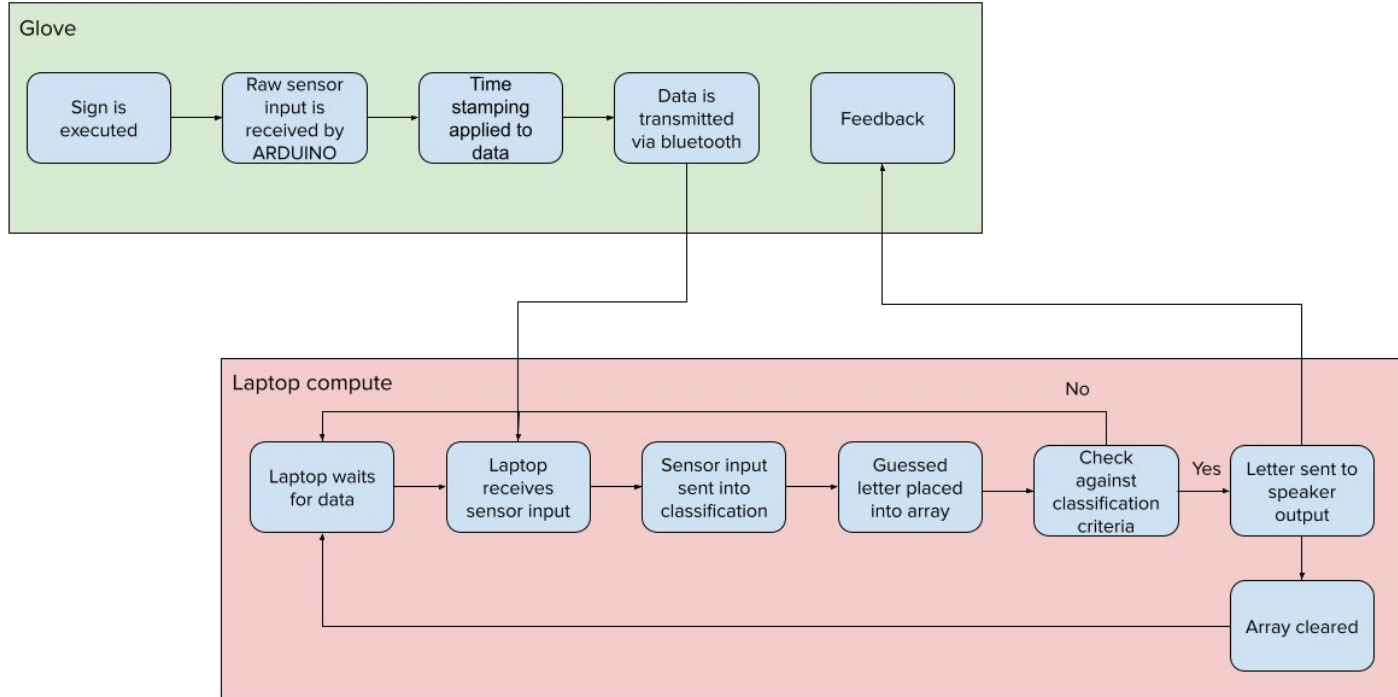 Glove
Sign is
executed
Raw sensor
input is
received by
ARDUINO
Time
stamping
applied to
data
Data is
transmitted
via bluetooth
Feedback
Laptop compute
No
Laptop waits
for data
Laptop
receives
sensor input
Sensor input
sent into
classification
Guessed
letter placed
into array
Check
against
classification
criteria
Yes
Letter sent to
speaker
output
Array cleared